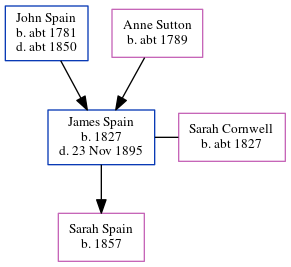 John Spain
b. abt 1781
d. abt 1850
Anne Sutton
b. abt 1789
James Spain
b. 1827
d. 23 Nov 1895
Sarah Cornwell
b. abt 1827
Sarah Spain
b. 1857